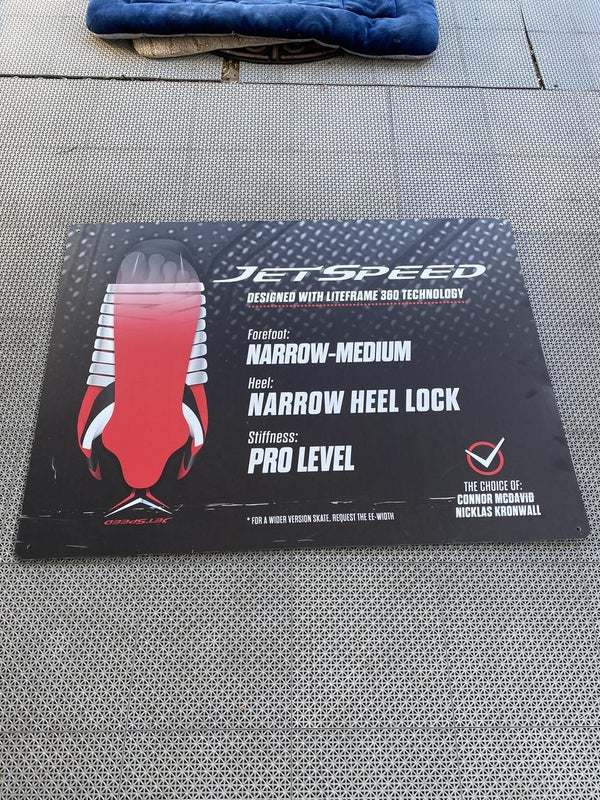 JETSPEED
DESIGNED WITH LITEFRAME 360 TECHNOLOGY
Forefoot:
NARROW-MEDIUM
Heel:
NARROW HEEL LOCK
Stiffness:
PRO LEVEL
THE CHOICE OF:
CONNOR MCDAVID
NICKLAS KRONWALL
JETSPEED
* FOR A WIDER VERSION SKATE, REQUEST THE EE-WIDTH